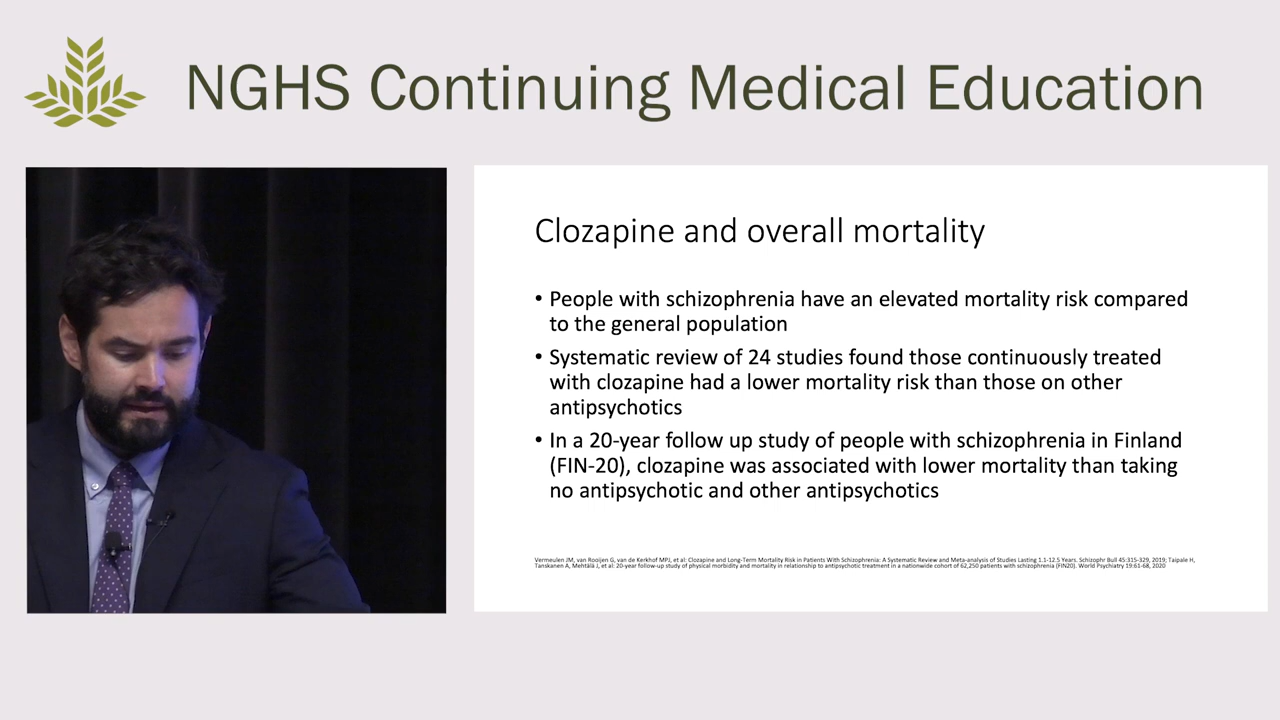 NGHS Continuing Medical Education
Clozapine and overall mortality
• People with schizophrenia have an elevated mortality risk compared
to the general population
• Systematic review of 24 studies found those continuously treated
with clozapine had a lower mortality risk than those on other
antipsychotics
• In a 20-year follow up study of people with schizophrenia in Finland
(FIN-20), clozapine was associated with lower mortality than taking
no antipsychotic and other antipsychotics
Vermeulen JM, van Rooijen G, van de Kerkhof MPJ, et al: Clozapine and Long-Term Mortality Risk in Patients With Schizophrenia: A Systematic Review and Meta-analysis of Studies Lasting 1.1-12.5 Years. Schizophr Bull 45:315-329, 2019; Taipale H,
Tanskanen A, Mehtälä J, et al: 20-year follow-up study of physical morbidity and mortality in relationship to antipsychotic treatment in a nationwide cohort of 62,250 patients with schizophrenia (FIN20). World Psychiatry 19:61-68, 2020